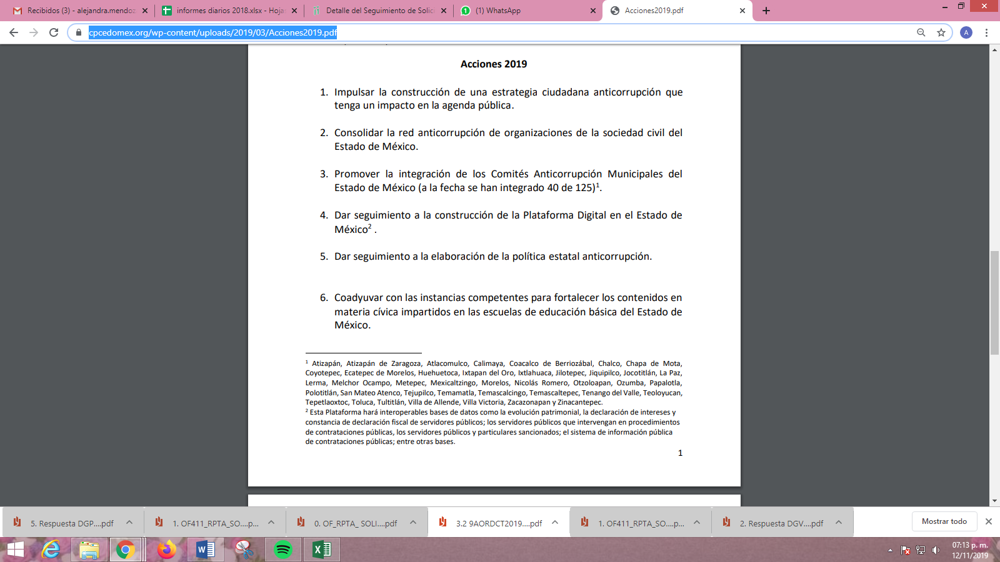 Recibidos (3) - alejandra.mendoz
informes diarios 2018.xlsx - Hoja
Detalle del Seguimiento de Solici
(1) WhatsApp
Acciones2019.pdf
cpcedomex.org/wp-content/uploads/2019/03/Acciones2019.pdf
A
Acciones 2019
1. Impulsar la construcción de una estrategia ciudadana anticorrupción que
tenga un impacto en la agenda pública.
2. Consolidar la red anticorrupción de organizaciones de la sociedad civil del
Estado de México.
3. Promover la integración de los Comités Anticorrupción Municipales del
Estado de México (a la fecha se han integrado 40 de 125)¹.
4. Dar seguimiento a la construcción de la Plataforma Digital en el Estado de
México² .
5. Dar seguimiento a la elaboración de la política estatal anticorrupción.
6. Coadyuvar con las instancias competentes para fortalecer los contenidos en
materia cívica impartidos en las escuelas de educación básica del Estado de
México.
¹ Atizapán, Atizapán de Zaragoza, Atlacomulco, Calimaya, Coacalco de Berriozábal, Chalco, Chapa de Mota,
Coyotepec, Ecatepec de Morelos, Huehuetoca, Ixtapan del Oro, Ixtlahuaca, Jilotepec, Jiquipilco, Jocotitlán, La Paz,
Lerma, Melchor Ocampo, Metepec, Mexicaltzingo, Morelos, Nicolás Romero, Otzoloapan, Ozumba, Papalotla,
Polotitlán, San Mateo Atenco, Tejupilco, Temamatla, Temascalcingo, Temascaltepec, Tenango del Valle, Teoloyucan,
Tepetlaoxtoc, Toluca, Tultitlán, Villa de Allende, Villa Victoria, Zacazonapan y Zinacantepec.
² Esta Plataforma hará interoperables bases de datos como la evolución patrimonial, la declaración de intereses y
constancia de declaración fiscal de servidores públicos; los servidores públicos que intervengan en procedimientos
de contrataciones públicas, los servidores públicos y particulares sancionados; el sistema de información pública
de contrataciones públicas; entre otras bases.
1
5. Respuesta DGP....pdf
1. OF411_RPTA_SO....p...
0. OF_RPTA_ SOLI....pdf
3.2 9AORDCT2019....pdf
1. OF411_RPTA_SO....p...
2. Respuesta DGV....pdf
Mostrar todo
07:13 p. m.
12/11/2019